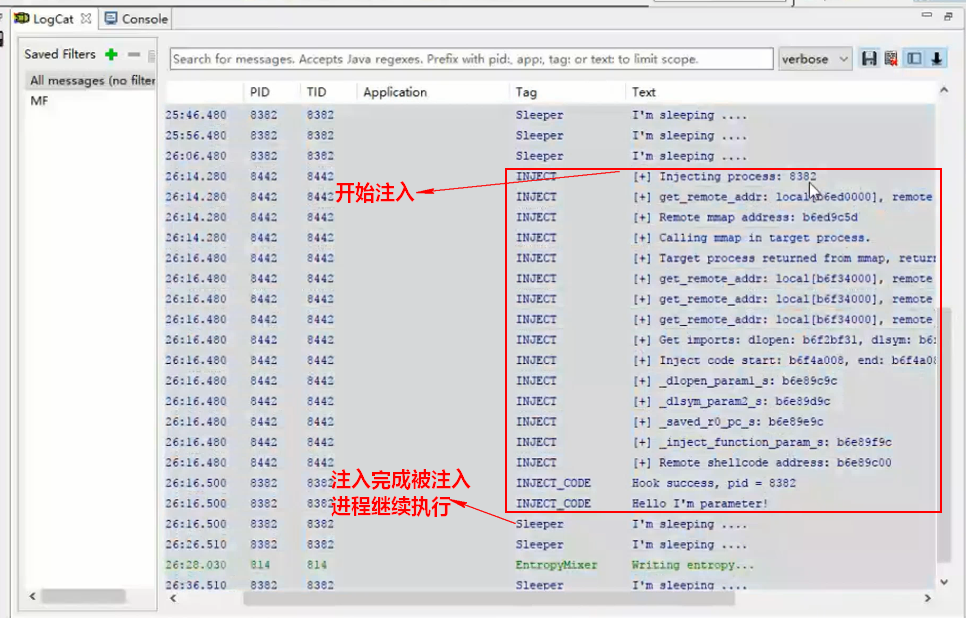 LogCat Console
Saved Filters
All messages (no filter
MF
Search for messages. Accepts Java regexes. Prefix with pid:, app:, tag: or text: to limit scope.
verbose
PID TID Application Tag Text
25:46.480 8382 8382 Sleeper I'm sleeping ....
25:56.480 8382 8382 Sleeper I'm sleeping ....
26:06.480 8382 8382 Sleeper I'm sleeping ....
26:14.280 8442 8442 INJECT [+] Injecting process: 8382
开始注入
26:14.280 8442 8442 INJECT [+] get_remote_addr: local[b6ed0000], remote
26:14.280 8442 8442 INJECT [+] Remote mmap address: b6ed9c5d
26:14.280 8442 8442 INJECT [+] Calling mmap in target process.
26:16.480 8442 8442 INJECT [+] Target process returned from mmap, return
26:16.480 8442 8442 INJECT [+] get_remote_addr: local[b6f34000], remote
26:16.480 8442 8442 INJECT [+] get_remote_addr: local[b6f34000], remote
26:16.480 8442 8442 INJECT [+] get_remote_addr: local[b6f34000], remote
26:16.480 8442 8442 INJECT [+] Get imports: dlopen: b6f2bf31, dlsym: b6
26:16.480 8442 8442 INJECT [+] Inject code start: b6f4a008, end: b6f4a0
26:16.480 8442 8442 INJECT [+] _dlopen_param1_s: b6e89c9c
26:16.480 8442 8442 INJECT [+] _dlsym_param2_s: b6e89d9c
26:16.480 8442 8442 INJECT [+] _saved_r0_pc_s: b6e89e9c
26:16.480 8442 8442 INJECT [+] _inject_function_param_s: b6e89f9c
26:16.480 8442 8442 INJECT [+] Remote shellcode address: b6e89c00
注入完成被注入
进程继续执行
26:16.500 8382 8382 INJECT_CODE Hook success, pid = 8382
26:16.500 8382 8382 INJECT_CODE Hello I'm parameter!
26:16.500 8382 8382 Sleeper I'm sleeping ....
26:26.510 8382 8382 Sleeper I'm sleeping ....
26:28.030 814 814 EntropyMixer Writing entropy...
26:36.510 8382 8382 Sleeper I'm sleeping ....